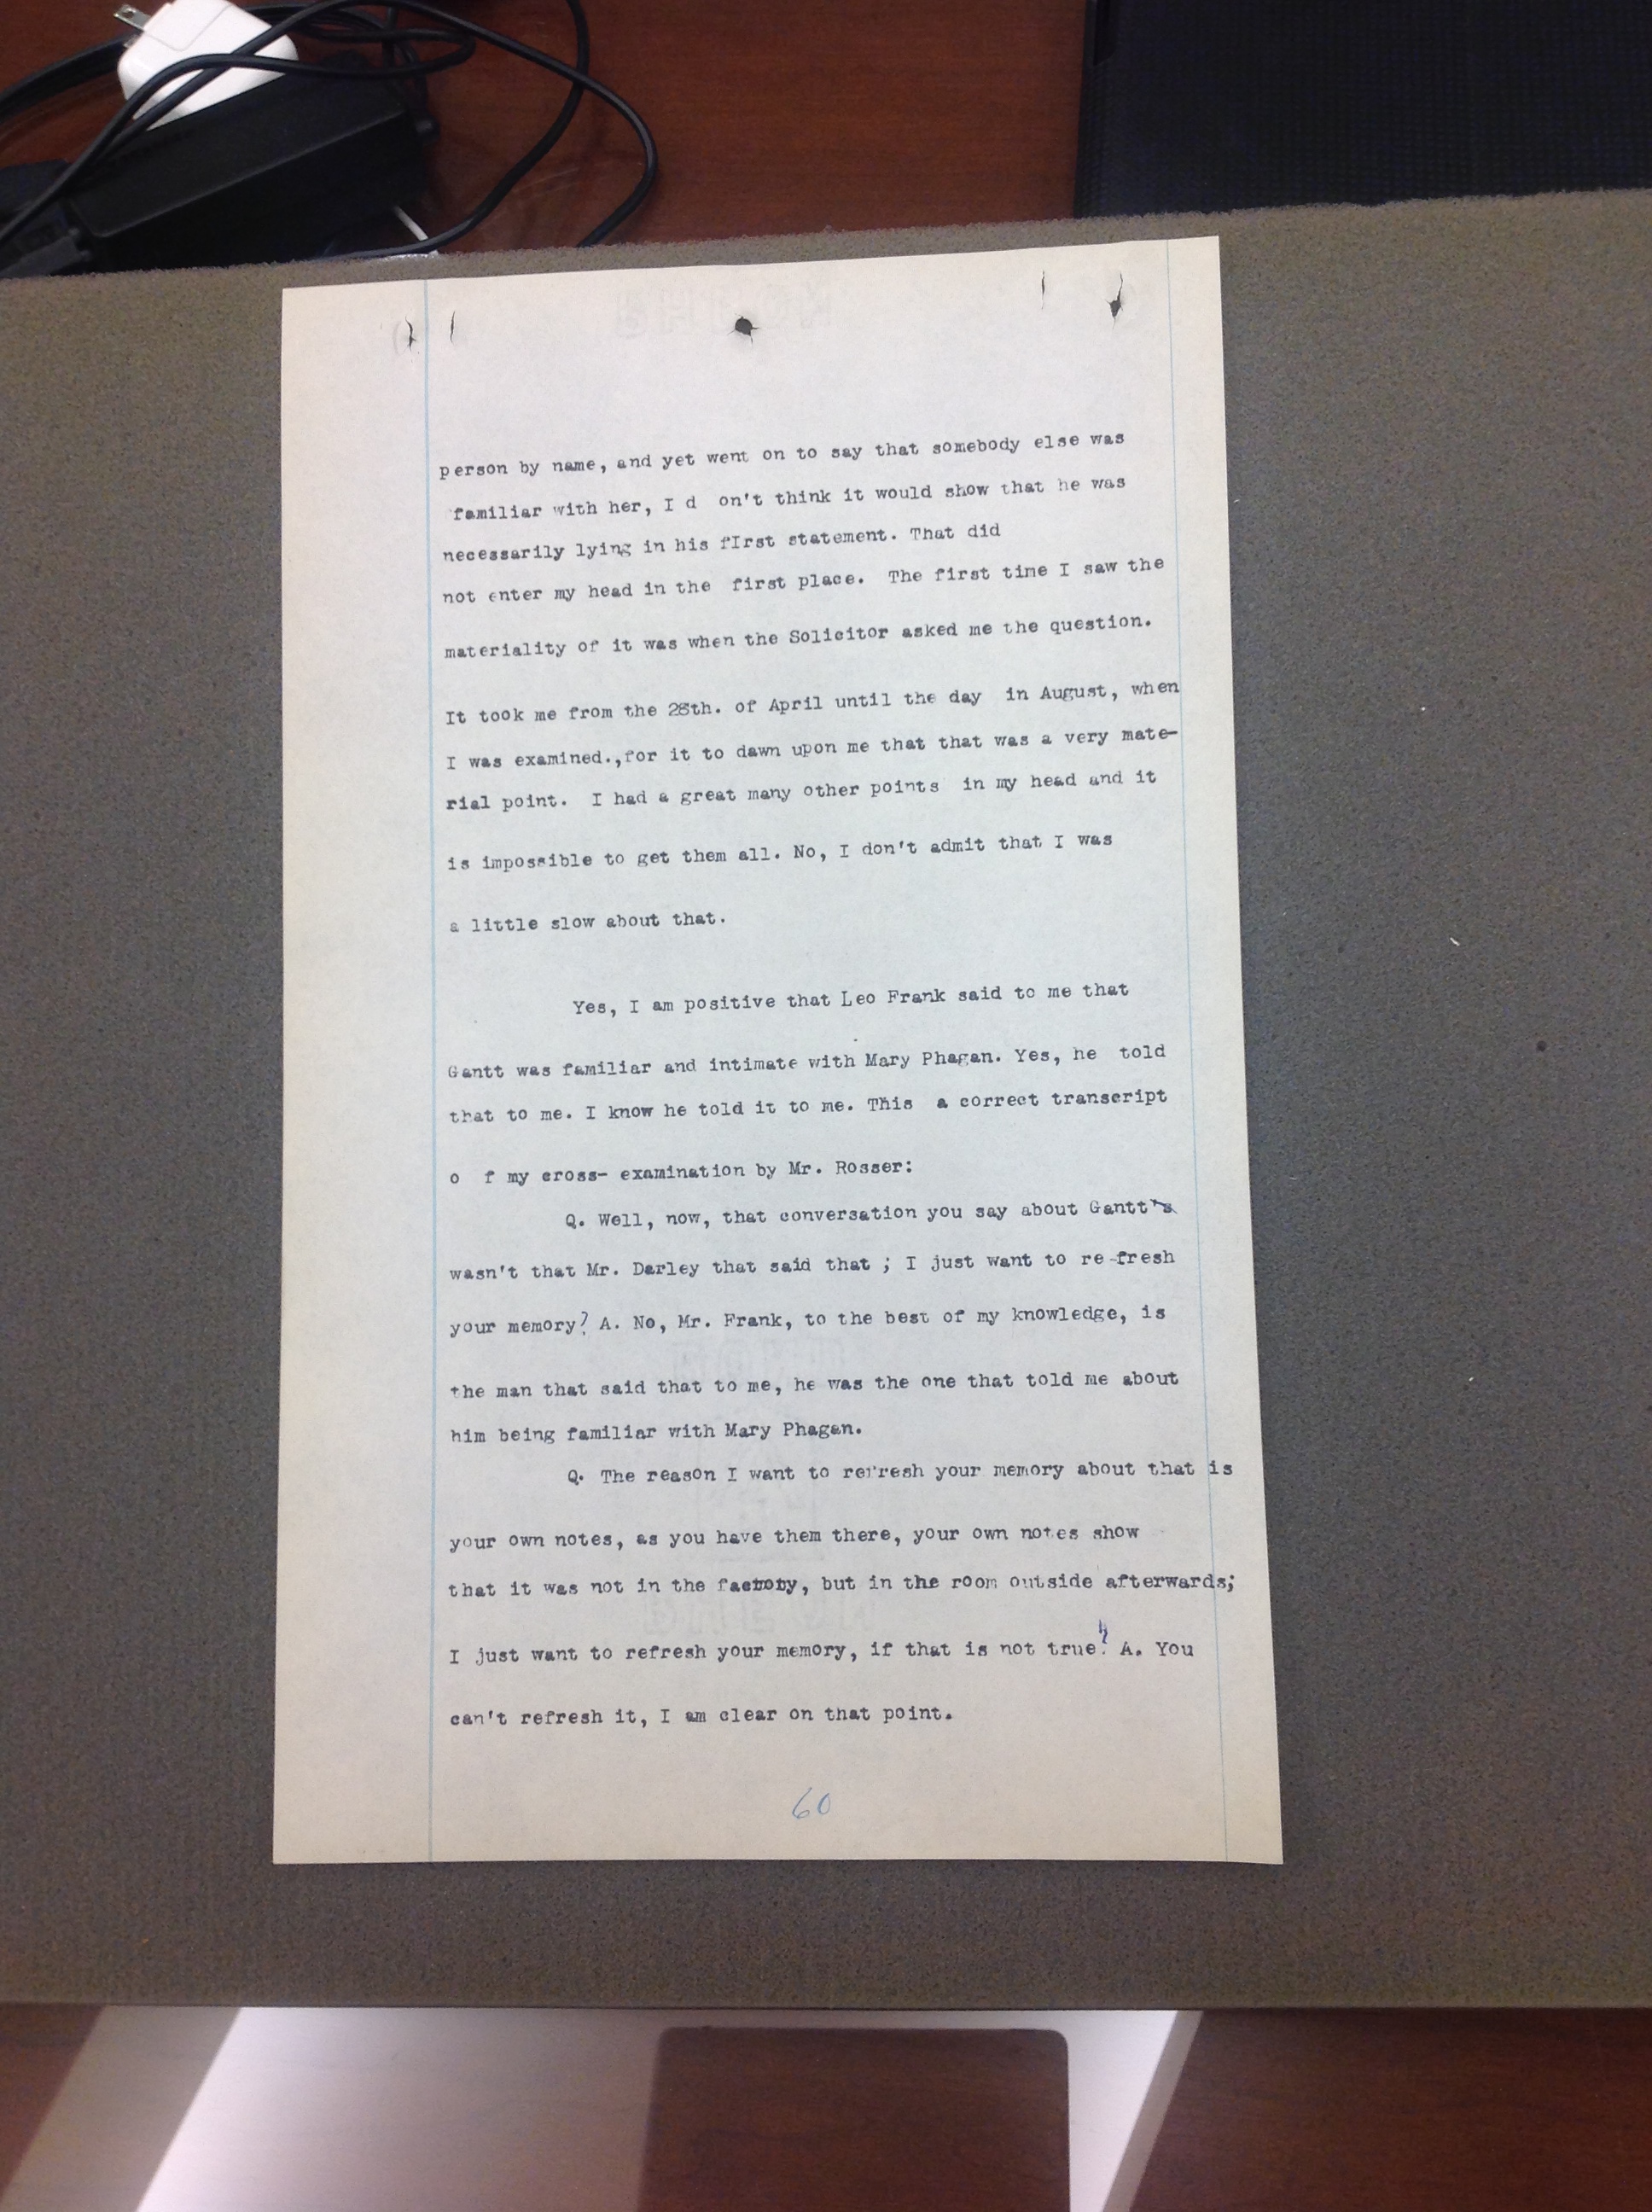 person by name, and yet went on to say that somebody else was
familiar with her, I d on't think it would show that he was
necessarily lying in his fIrst statement. That did
not enter my head in the first place. The first time I saw the
materiality of it was when the Solicitor asked me the question.
It took me from the 28th. of April until the day in August, when
I was examined.,for it to dawn upon me that that was a very mate-
rial point. I had a great many other points in my head and it
is impossible to get them all. No, I don't admit that I was
a little slow about that.
Yes, I am positive that Leo Frank said to me that
Gantt was familiar and intimate with Mary Phagan. Yes, he told
that to me. I know he told it to me. This a correct transcript
o f my cross- examination by Mr. Rosser:
Q. Well, now, that conversation you say about Gantt's
wasn't that Mr. Darley that said that ; I just want to re-fresh
your memory? A. No, Mr. Frank, to the best of my knowledge, is
the man that said that to me, he was the one that told me about
him being familiar with Mary Phagan.
Q. The reason I want to refresh your memory about that is
your own notes, as you have them there, your own notes show
that it was not in the factory, but in the room outside afterwards;
I just want to refresh your memory, if that is not true? A. You
can't refresh it, I am clear on that point.
60